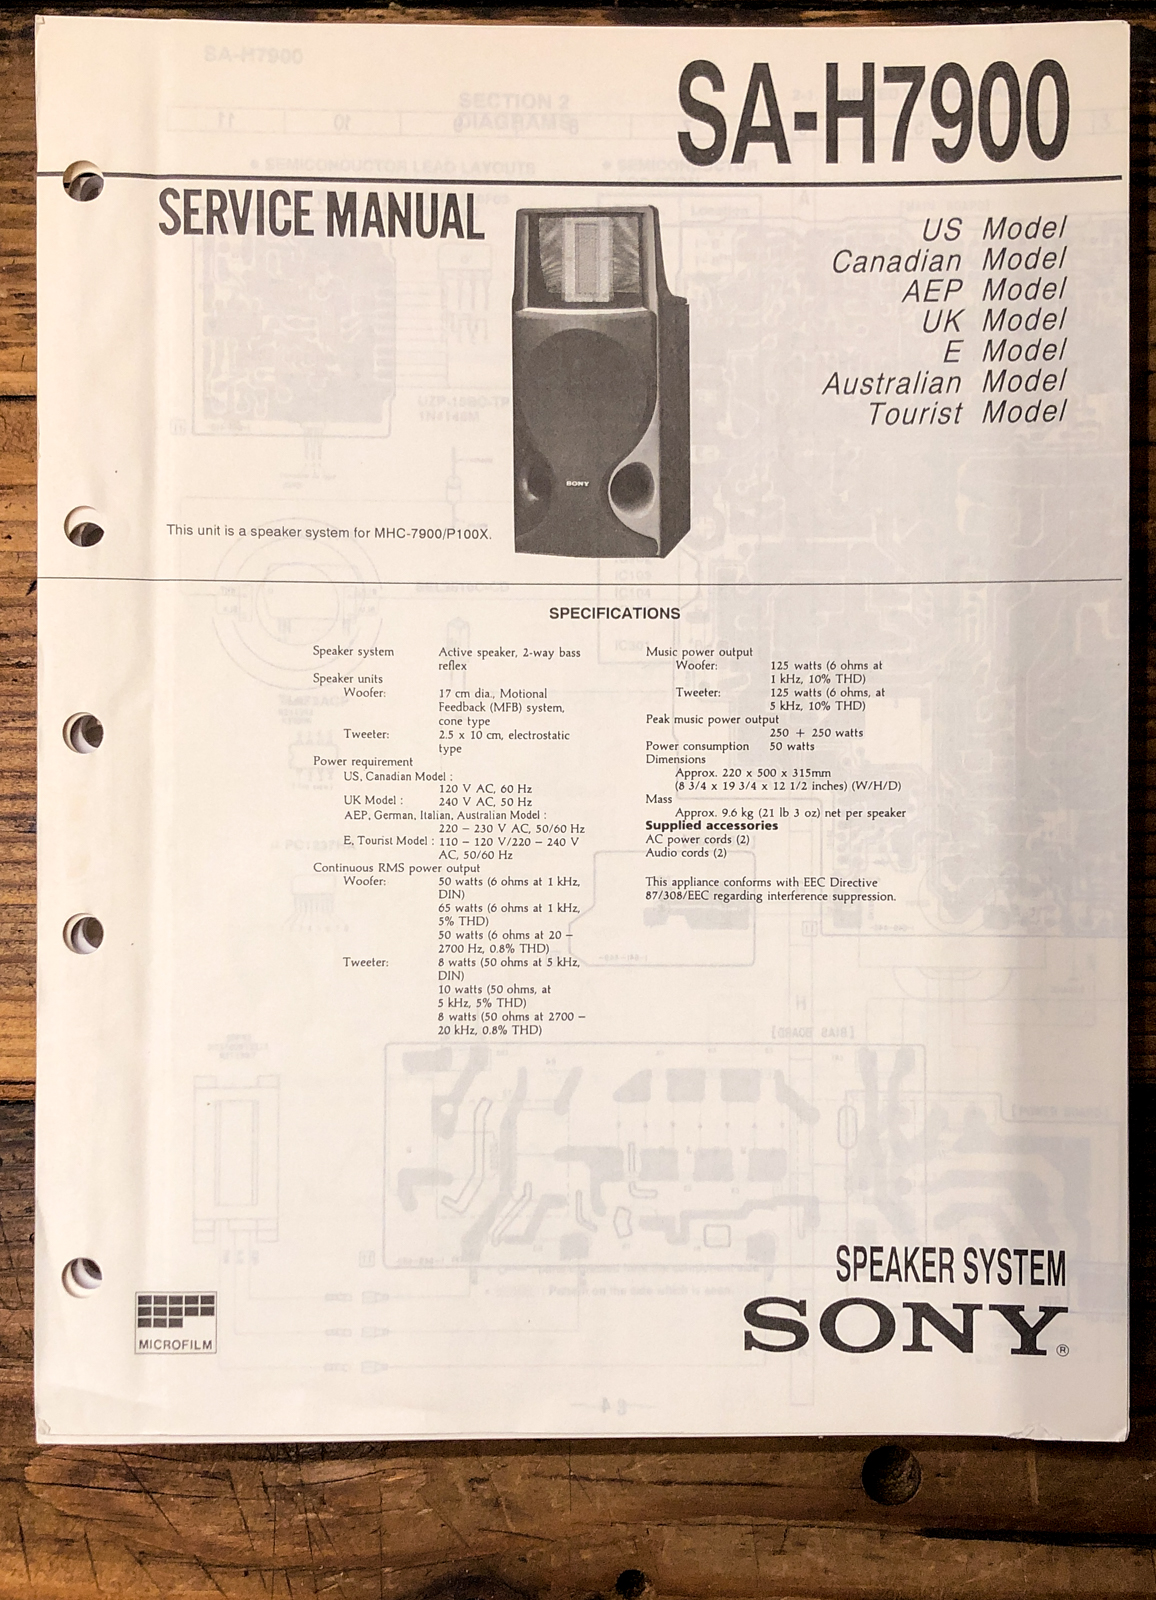 SA-H7900
SERVICE MANUAL
US Model
Canadian Model
AEP Model
UK Model
E Model
Australian Model
Tourist Model
SONY
This unit is a speaker system for MHC-7900/P100X.
SPECIFICATIONS
Speaker system Active speaker, 2-way bass
reflex
Speaker units
Woofer: 17 cm dia., Motional
Feedback (MFB) system,
cone type
Tweeter: 2.5 x 10 cm, electrostatic
type
Power requirement
US, Canadian Model :
120 V AC, 60 Hz
UK Model : 240 V AC, 50 Hz
AEP, German, Italian, Australian Model :
220 – 230 V AC, 50/60 Hz
E, Tourist Model : 110 – 120 V/220 – 240 V
AC, 50/60 Hz
Continuous RMS power output
Woofer: 50 watts (6 ohms at 1 kHz,
DIN)
65 watts (6 ohms at 1 kHz,
5% THD)
50 watts (6 ohms at 20 –
2700 Hz, 0.8% THD)
Tweeter: 8 watts (50 ohms at 5 kHz,
DIN)
10 watts (50 ohms, at
5 kHz, 5% THD)
8 watts (50 ohms at 2700 –
20 kHz, 0.8% THD)
Music power output
Woofer: 125 watts (6 ohms at
1 kHz, 10% THD)
Tweeter: 125 watts (6 ohms, at
5 kHz, 10% THD)
Peak music power output
250 + 250 watts
Power consumption 50 watts
Dimensions
Approx. 220 x 500 x 315mm
(8 3/4 x 19 3/4 x 12 1/2 inches) (W/H/D)
Mass
Approx. 9.6 kg (21 lb 3 oz) net per speaker
Supplied accessories
AC power cords (2)
Audio cords (2)
This appliance conforms with EEC Directive
87/308/EEC regarding interference suppression.
MICROFILM
SPEAKER SYSTEM
SONY®